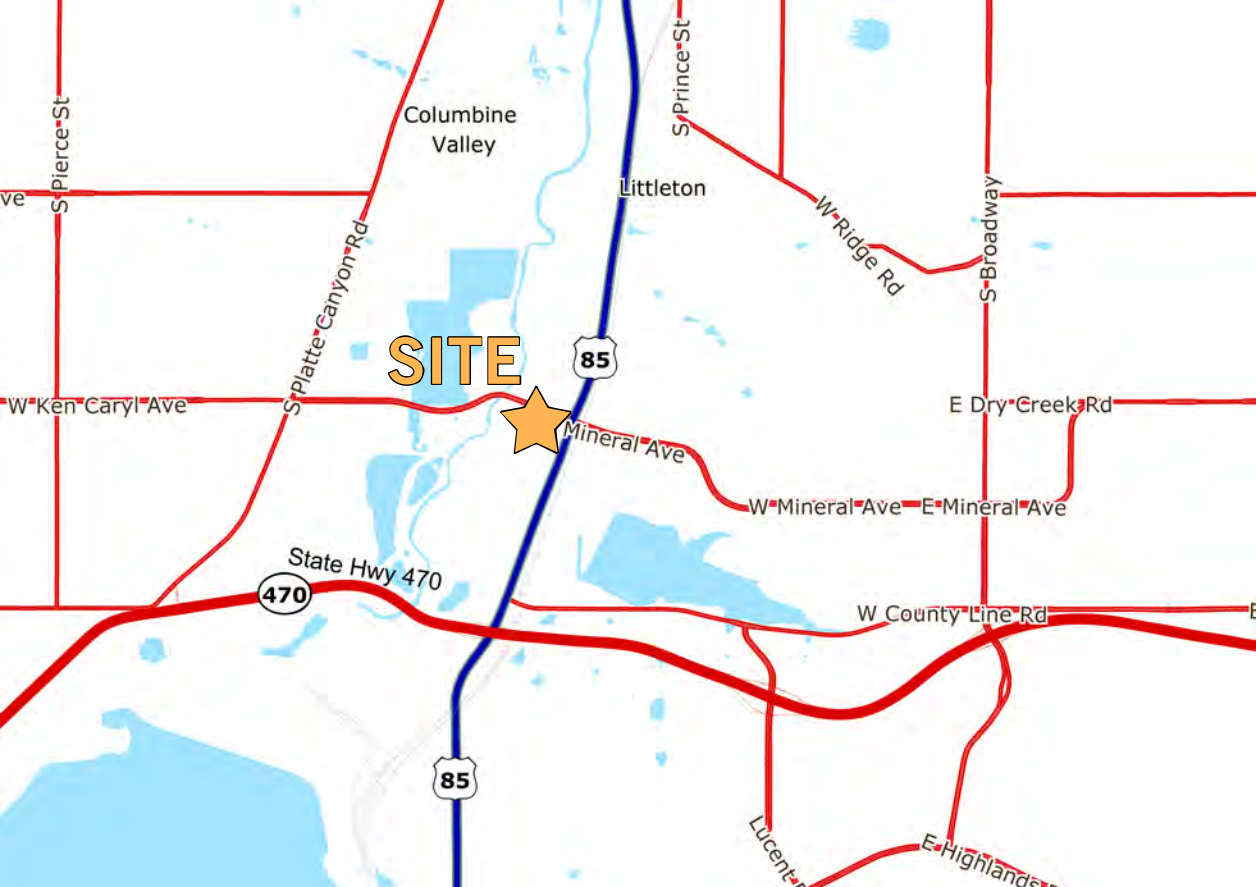 S Prince St
S Pierce St
Columbine
Valley
Littleton
ve
S Broadway
W Ridge Rd
S Platte Canyon Rd
SITE
85
W Ken Caryl Ave
E Dry Creek Rd
Mineral Ave
W Mineral Ave
E Mineral Ave
State Hwy 470
470
W County Line Rd
E
85
Lucent
E Highlands